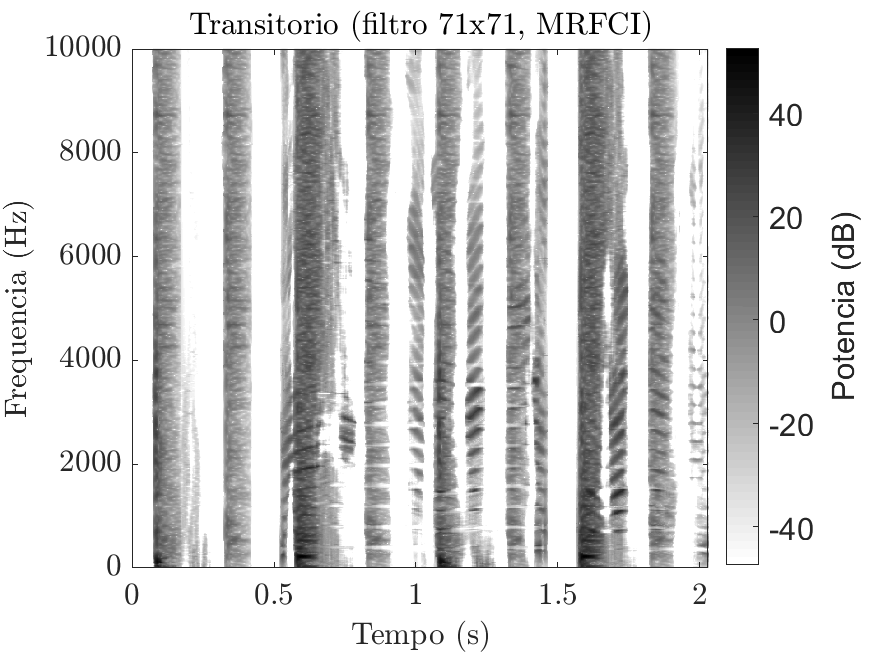 Transitorio (filtro 71x71, MRFCI)
10000
8000
6000
4000
2000
0
Frequencia (Hz)
0 0.5 1 1.5 2
Tempo (s)
40
20
0
-20
-40
Potencia (dB)